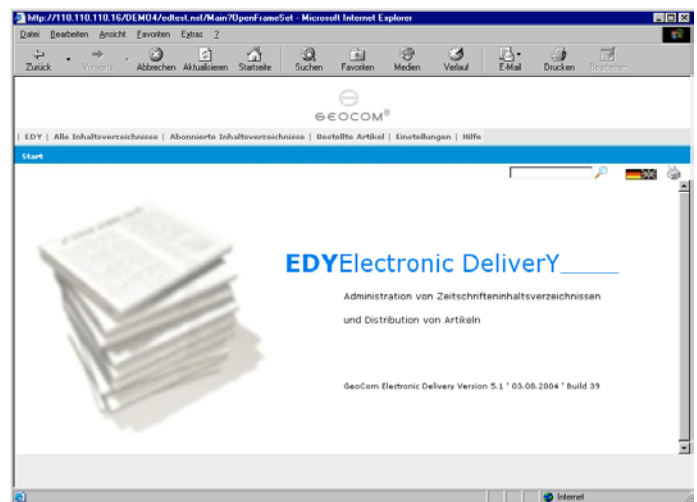 http://110.110.110.16/DEMO4/edtest.nsf/Main?OpenFrameSet - Microsoft Internet Explorer
Datei Bearbeiten Ansicht Favoriten Extras ?
Zurück Vorwärts Abbrechen Aktualisieren Startseite Suchen Favoriten Medien Verlauf E-Mail Drucken Bearbeiten
GEOCOM®
| EDY | Alle Inhaltsverzeichnisse | Abonnierte Inhaltsverzeichnisse | Bestellte Artikel | Einstellungen | Hilfe
Start
EDYElectronic DeliverY_____
Administration von Zeitschrifteninhaltsverzeichnissen
und Distribution von Artikeln
GeoCom Electronic Delivery Version 5.1 ' 03.08.2004 ' build 39
Internet